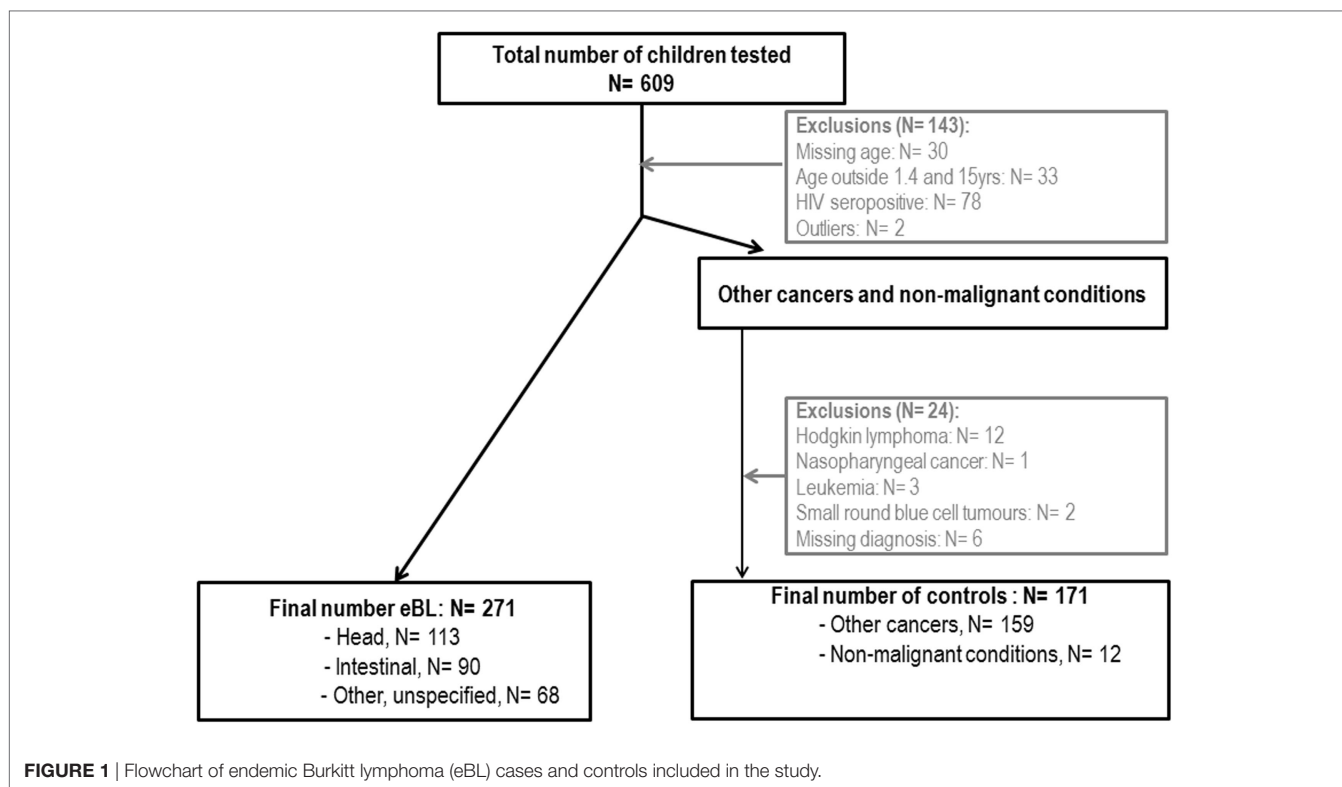 Total number of children tested
N= 609
Exclusions (N= 143):
Missing age: N= 30
Age outside 1.4 and 15yrs: N= 33
HIV seropositive: N= 78
Outliers: N= 2
Other cancers and non-malignant conditions
Exclusions (N= 24):
Hodgkin lymphoma: N= 12
Nasopharyngeal cancer: N= 1
Leukemia: N= 3
Small round blue cell tumours: N= 2
Missing diagnosis: N= 6
Final number eBL: N= 271
- Head, N= 113
- Intestinal, N= 90
- Other, unspecified, N= 68
Final number of controls : N= 171
- Other cancers, N= 159
- Non-malignant conditions, N= 12
FIGURE 1 | Flowchart of endemic Burkitt lymphoma (eBL) cases and controls included in the study.